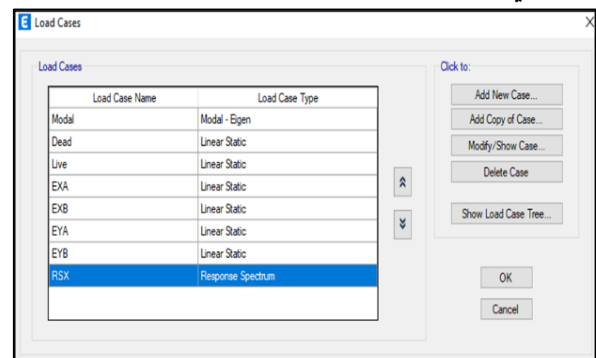 E Load Cases X
Load Cases
Click to:
Load Case Name Load Case Type
Modal Modal - Eigen
Dead Linear Static
Live Linear Static
EXA Linear Static
EXB Linear Static
EYA Linear Static
EYB Linear Static
RSX Response Spectrum
Add New Case...
Add Copy of Case...
Modify/Show Case...
Delete Case
Show Load Case Tree...
OK
Cancel